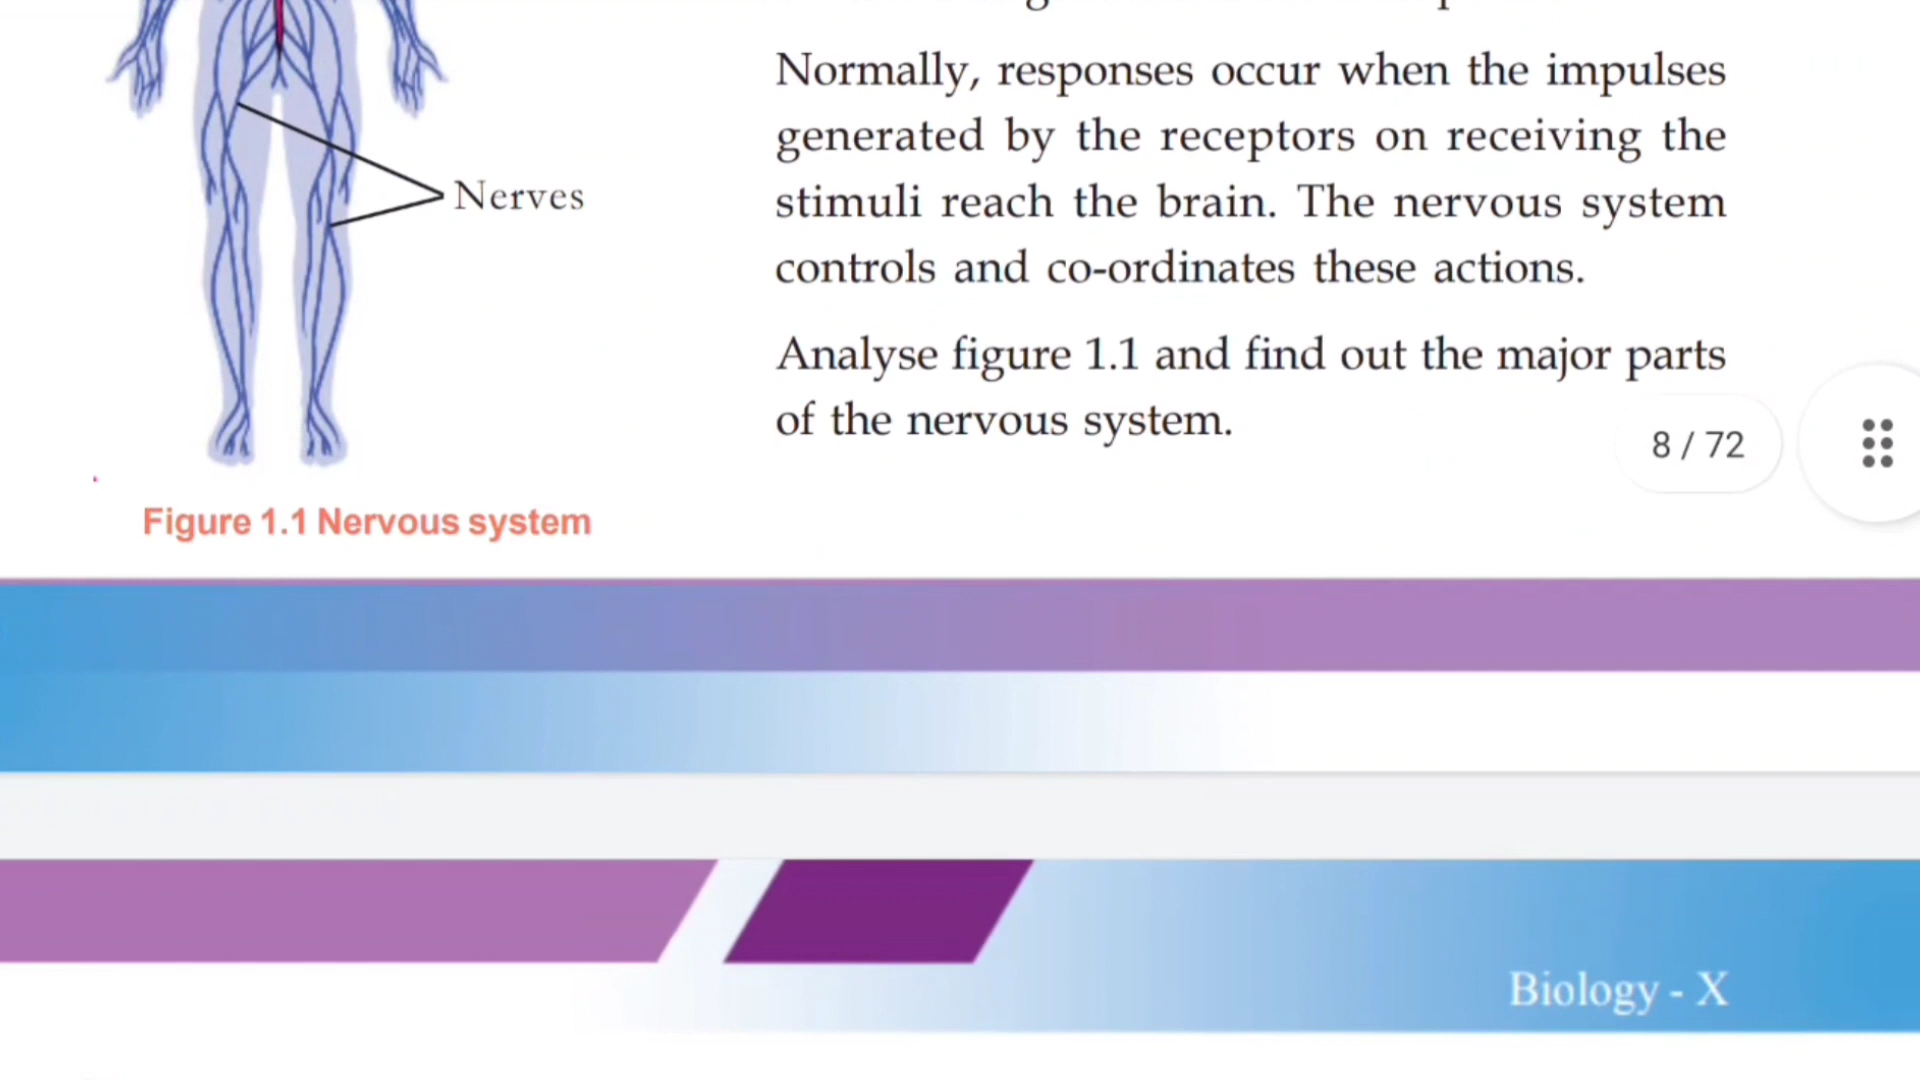 Normally, responses occur when the impulses
generated by the receptors on receiving the
stimuli reach the brain. The nervous system
controls and co-ordinates these actions.
Analyse figure 1.1 and find out the major parts
of the nervous system.
Nerves
8 / 72
Figure 1.1 Nervous system
Biology - X